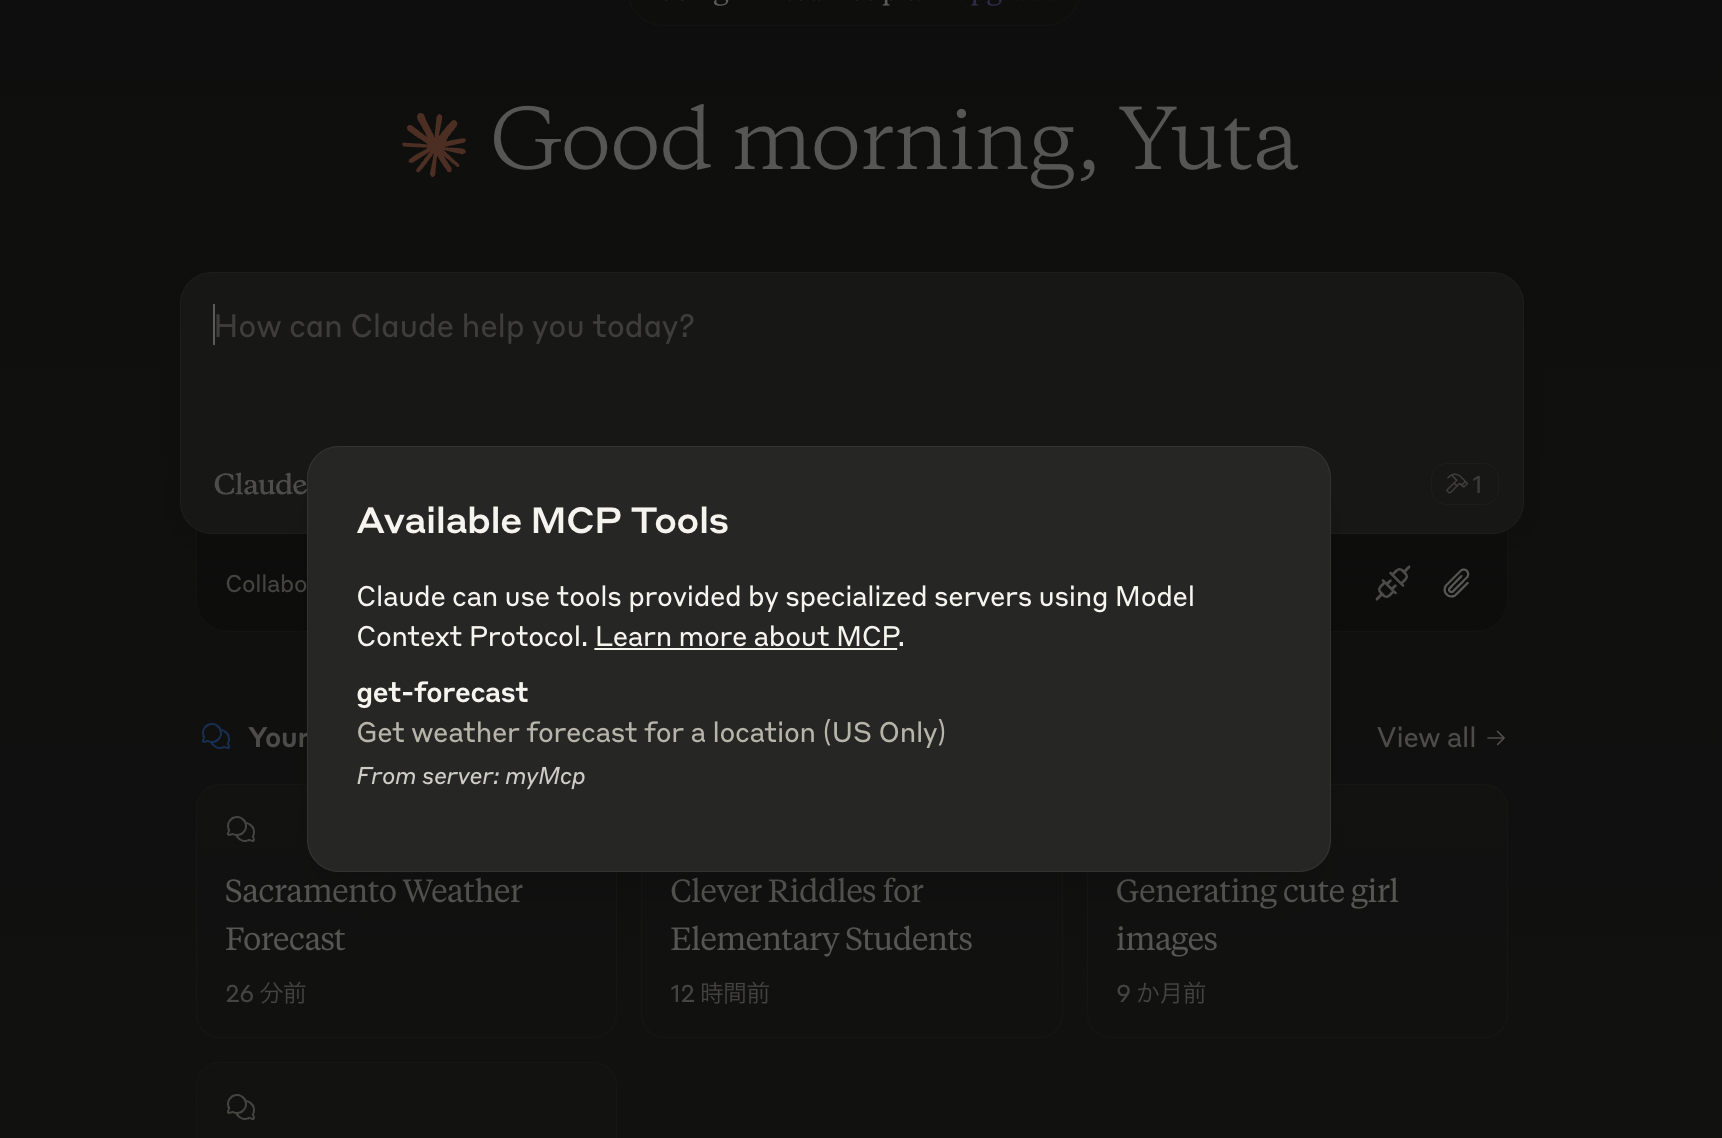 Good morning, Yuta
How can Claude help you today?
Claude
1
Available MCP Tools
Claude can use tools provided by specialized servers using Model
Context Protocol. Learn more about MCP.
get-forecast
Get weather forecast for a location (US Only)
From server: myMcp
Collabo
Your
View all →
Sacramento Weather
Forecast
26 分前
Clever Riddles for
Elementary Students
12 時間前
Generating cute girl
images
9 か月前